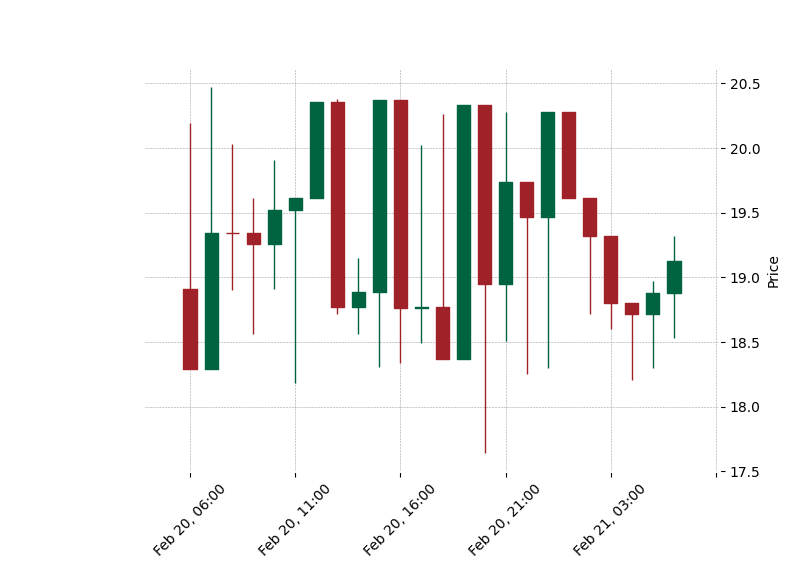 20.5
20.0
19.5
19.0
18.5
18.0
17.5
Price
Feb 20, 06:00
Feb 20, 11:00
Feb 20, 16:00
Feb 20, 21:00
Feb 21, 03:00